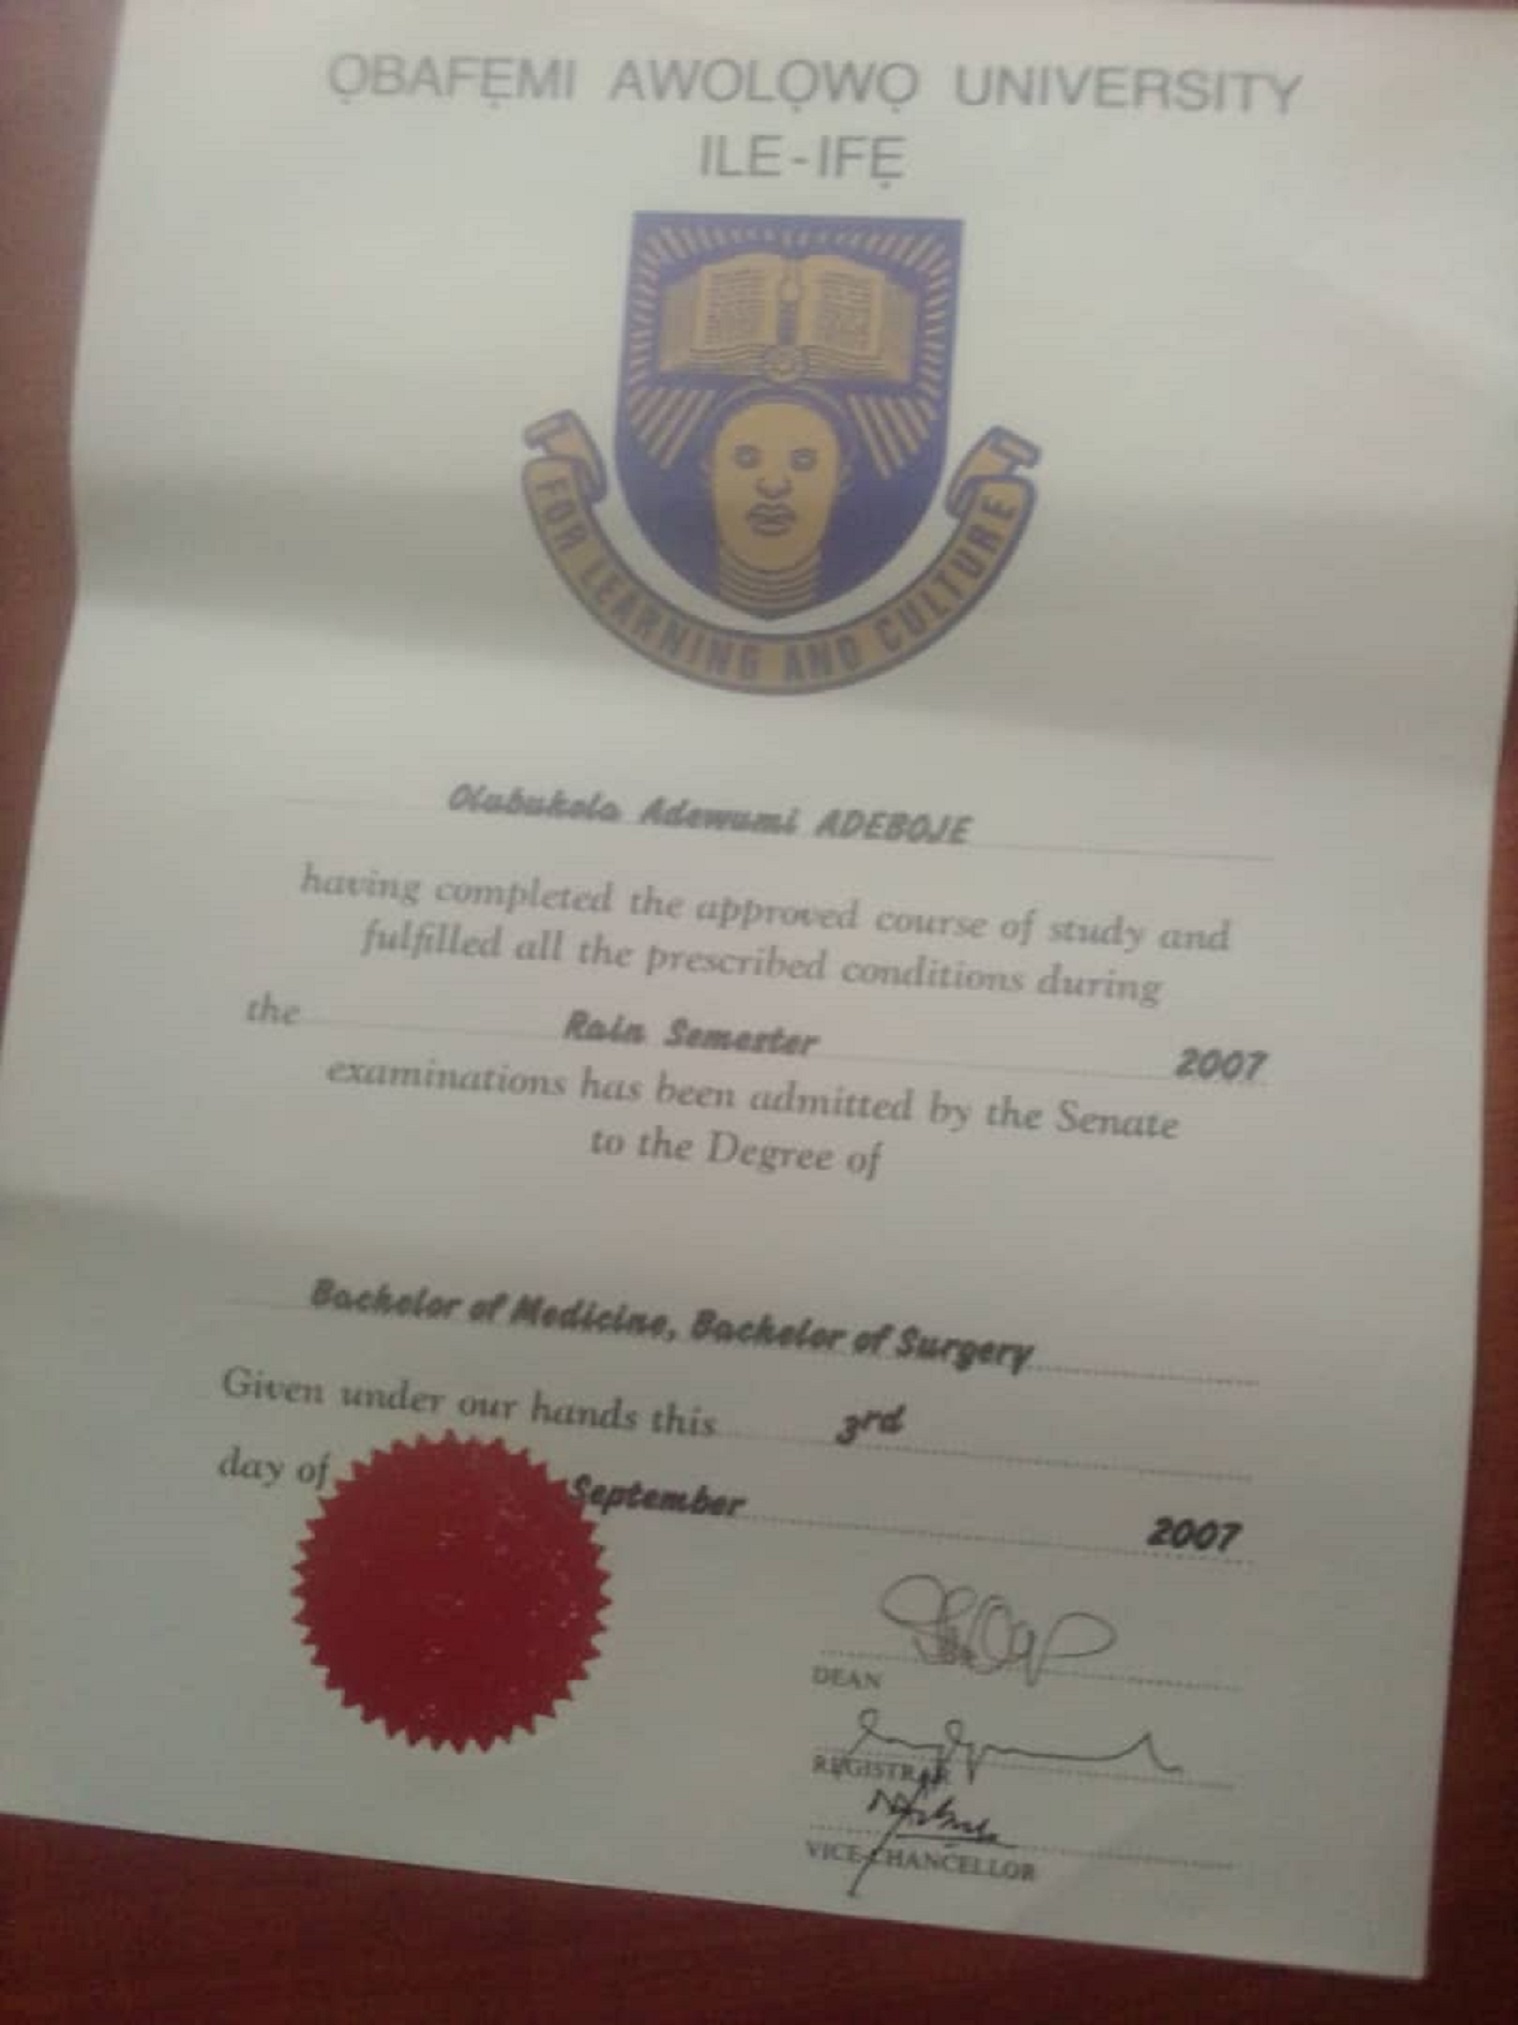 ỌBAFẸMI AWOLỌWỌ UNIVERSITY
ILE-IFẸ
FOR LEARNING AND CULTURE
Olubukola Adewumi ADEBOJE
having completed the approved course of study and
fulfilled all the prescribed conditions during
the Rain Semester 2007
examinations has been admitted by the Senate
to the Degree of
Bachelor of Medicine, Bachelor of Surgery
Given under our hands this 3rd
day of September 2007
DEAN
REGISTRAR
VICE-CHANCELLOR